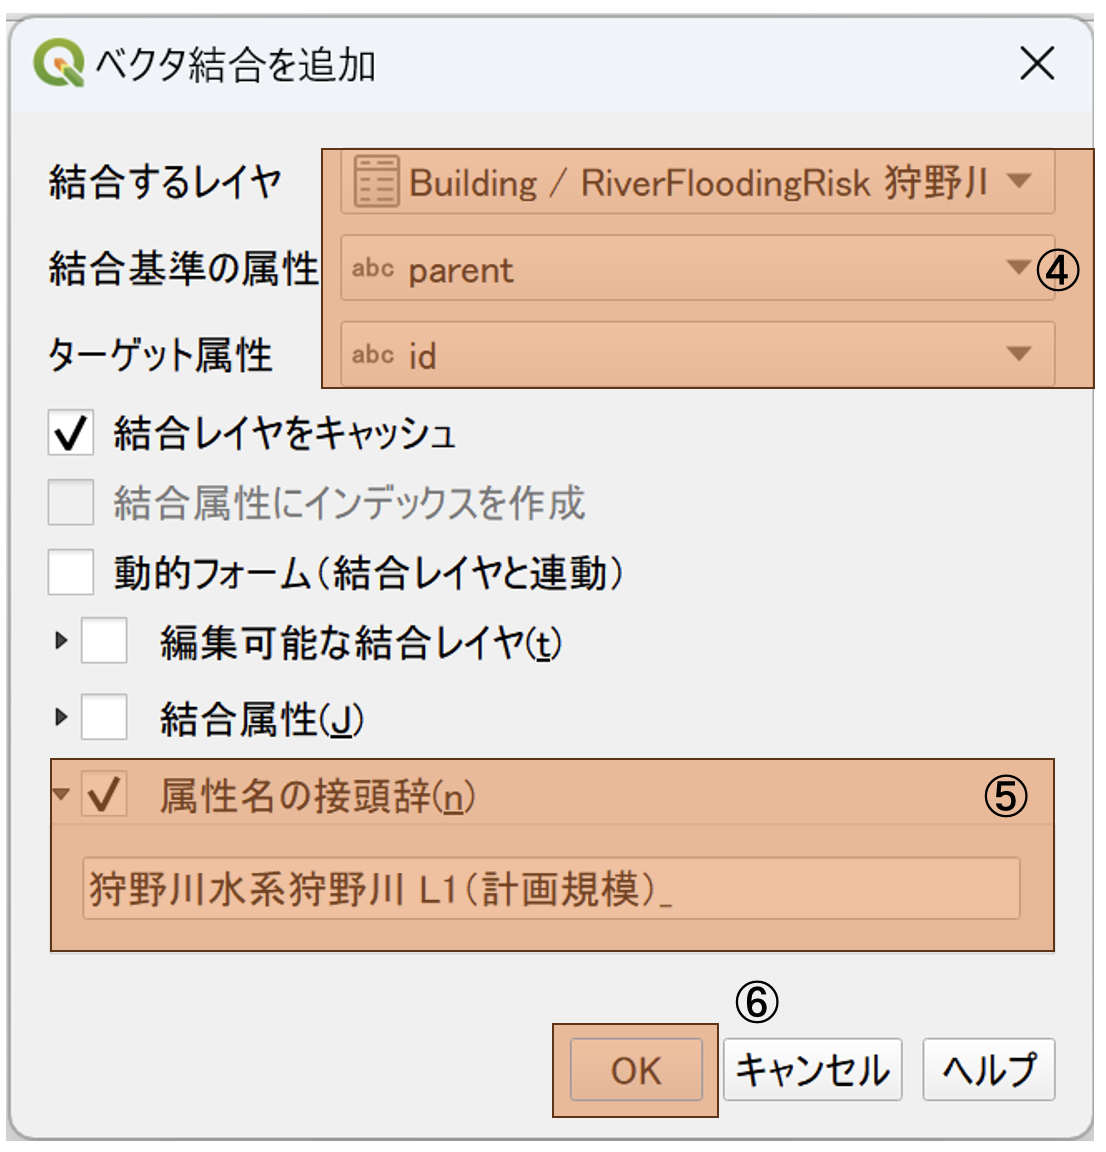 ベクタ結合を追加
結合するレイヤ Building / RiverFloodingRisk 狩野川
結合基準の属性 abc parent ④
ターゲット属性 abc id
結合レイヤをキャッシュ
結合属性にインデックスを作成
動的フォーム(結合レイヤと連動)
編集可能な結合レイヤ(t)
結合属性(J)
属性名の接頭辞(n) ⑤
狩野川水系狩野川 L1(計画規模)_
⑥
OK キャンセル ヘルプ